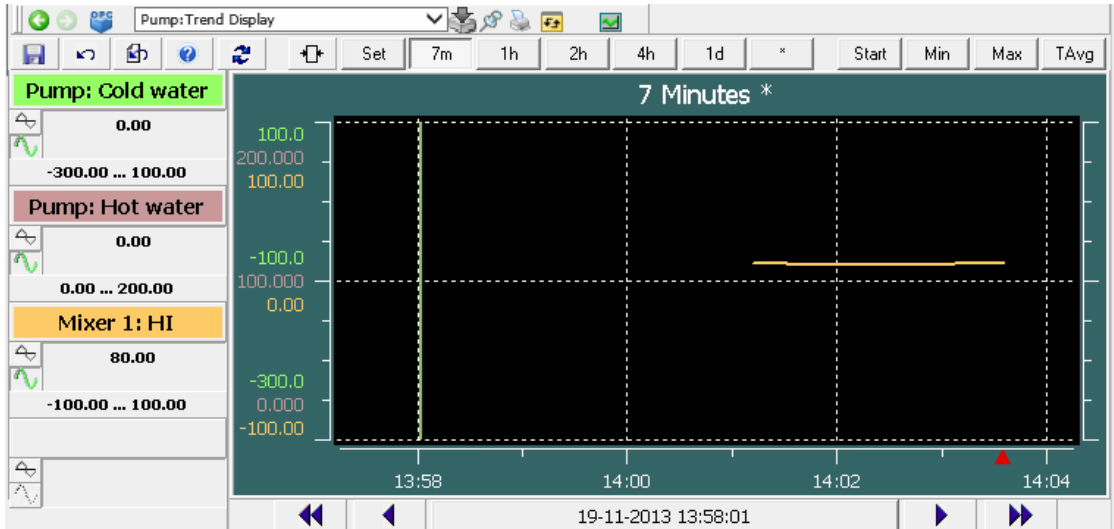 OPC Pump:Trend Display
Set 7m 1h 2h 4h 1d * Start Min Max TAvg
Pump: Cold water
0.00
-300.00 ... 100.00
Pump: Hot water
0.00
0.00 ... 200.00
Mixer 1: HI
80.00
-100.00 ... 100.00
7 Minutes *
100.0
200.000
100.00
-100.0
100.000
0.00
-300.0
0.000
-100.00
13:58 14:00 14:02 14:04
19-11-2013 13:58:01